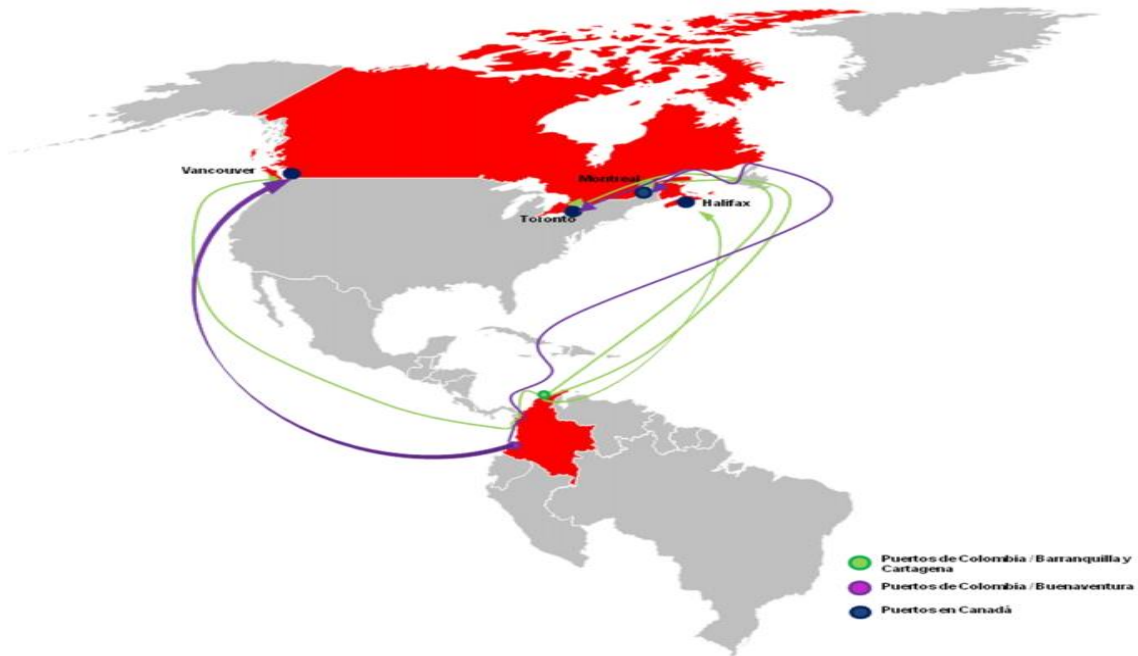 Vancouver
Montreal
Toronto
Halifax
Puertos de Colombia / Barranquilla y
Cartagena
Puertos de Colombia / Buenaventura
Puertos en Canadá